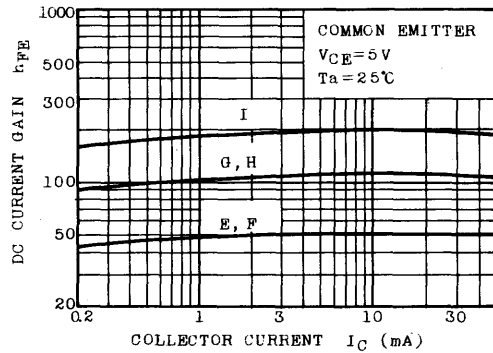 1000
500
300
100
50
20
DC CURRENT GAIN hFE
COMMON EMITTER
VCE=5V
Ta=25℃
I
G,H
E,F
0.2
1
3
10
30
COLLECTOR CURRENT IC (mA)